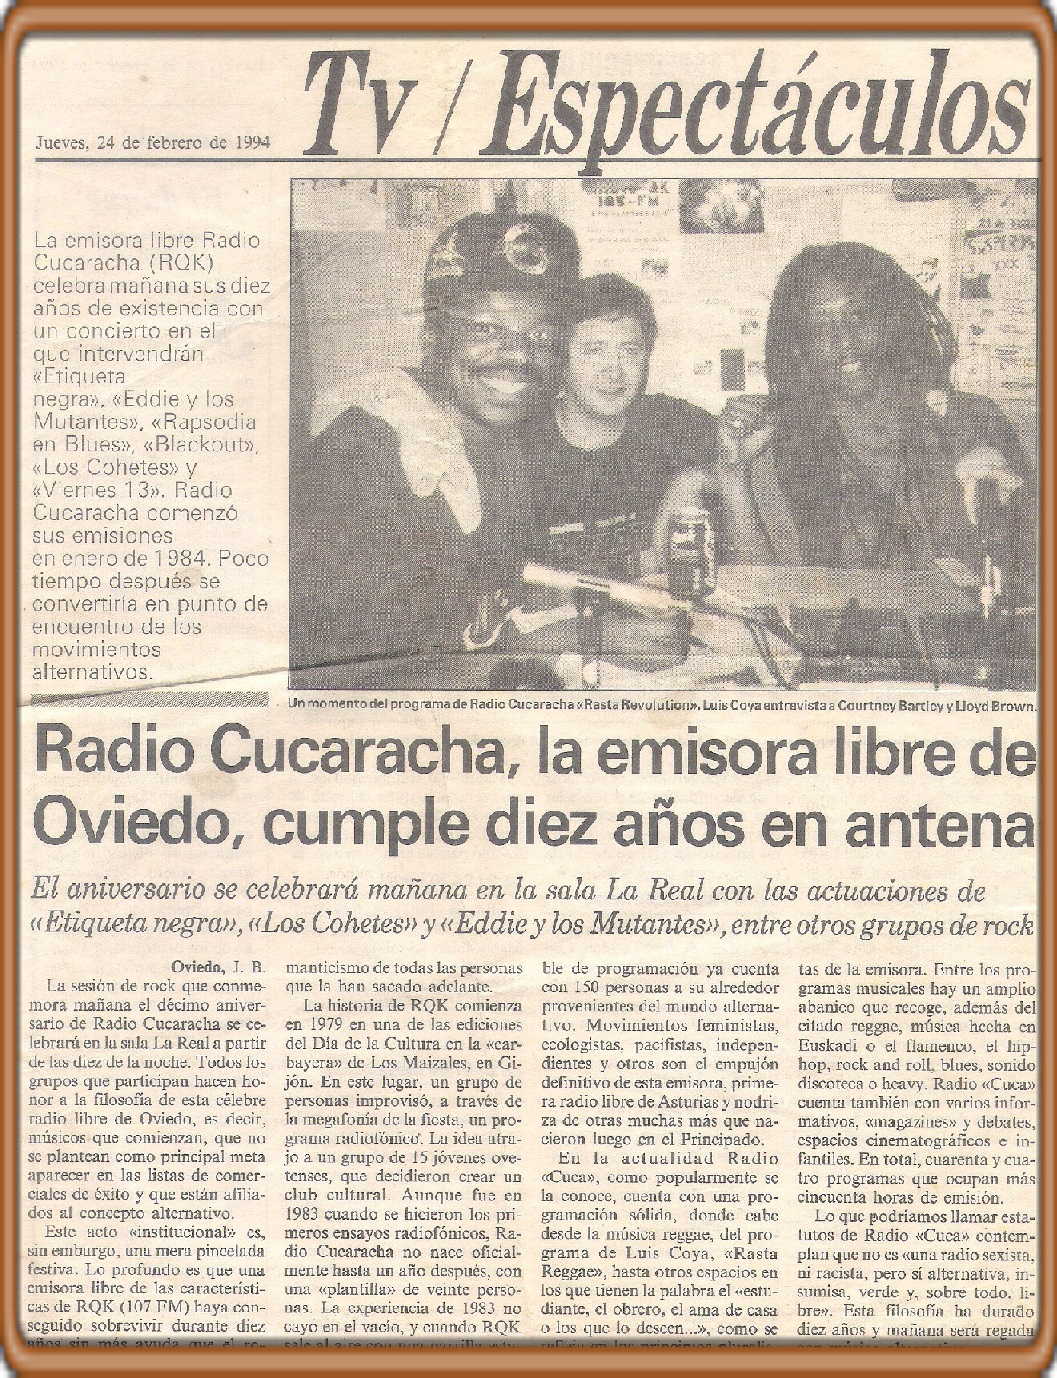 Tv / Espectáculos
Jueves, 24 de febrero de 1994
La emisora libre Radio
Cucaracha (RQK)
celebra mañana sus diez
años de existencia con
un concierto en el
que intervendrán
«Etiqueta
negra», «Eddie y los
Mutantes», «Rapsodia
en Blues», «Blackout»,
«Los Cohetes» y
«Viernes 13». Radio
Cucaracha comenzó
sus emisiones
en enero de 1984. Poco
tiempo después se
convertiría en punto de
encuentro de los
movimientos
alternativos.
Un momento del programa de Radio Cucaracha «Rasta Revolution». Luis Coya entrevista a Courtney Bartley y Lloyd Brown.
Radio Cucaracha, la emisora libre de
Oviedo, cumple diez años en antena
El aniversario se celebrará mañana en la sala La Real con las actuaciones de
«Etiqueta negra», «Los Cohetes» y «Eddie y los Mutantes», entre otros grupos de rock
Oviedo, J. B.
La sesión de rock que conme-
mora mañana el décimo aniver-
sario de Radio Cucaracha se ce-
lebrará en la sala La Real a partir
de las diez de la noche. Todos los
grupos que participan hacen ho-
nor a la filosofía de esta célebre
radio libre de Oviedo, es decir,
músicos que comienzan, que no
se plantean como principal meta
aparecer en las listas de comer-
ciales de éxito y que están afilia-
dos al concepto alternativo.
Este acto «institucional» es,
sin embargo, una mera pincelada
festiva. Lo profundo es que una
emisora libre de las característi-
cas de RQK (107 FM) haya con-
seguido sobrevivir durante diez
años sin más ayuda que el ro-
manticismo de todas las personas
que la han sacado adelante.
La historia de RQK comienza
en 1979 en una de las ediciones
del Día de la Cultura en la «car-
bayera» de Los Maizales, en Gi-
jón. En este lugar, un grupo de
personas improvisó, a través de
la megafonía de la fiesta, un pro-
grama radiofónico. La idea atra-
jo a un grupo de 15 jóvenes ove-
tenses, que decidieron crear un
club cultural. Aunque fue en
1983 cuando se hicieron los pri-
meros ensayos radiofónicos, Ra-
dio Cucaracha no nace oficial-
mente hasta un año después, con
una «plantilla» de veinte perso-
nas. La experiencia de 1983 no
cayo en el vacío, y cuando RQK
sale al aire con una
ble de programación ya cuenta
con 150 personas a su alrededor
provenientes del mundo alterna-
tivo. Movimientos feministas,
ecologistas, pacifistas, indepen-
dientes y otros son el empujón
definitivo de esta emisora, prime-
ra radio libre de Asturias y nodri-
za de otras muchas más que na-
cieron luego en el Principado.
En la actualidad Radio
«Cuca», como popularmente se
la conoce, cuenta con una pro-
gramación sólida, donde cabe
desde la música reggae, del pro-
grama de Luis Coya, «Rasta
Reggae», hasta otros espacios en
los que tienen la palabra el «estu-
diante, el obrero, el ama de casa
o los que lo deseen...», como se
en los principios
tas de la emisora. Entre los pro-
gramas musicales hay un amplio
abanico que recoge, además del
citado reggae, música hecha en
Euskadi o el flamenco, el hip-
hop, rock and roll, blues, sonido
discoteca o heavy. Radio «Cuca»
cuenta también con varios infor-
mativos, «magazines» y debates,
espacios cinematográficos e in-
fantiles. En total, cuarenta y cua-
tro programas que ocupan más
cincuenta horas de emisión.
Lo que podríamos llamar esta-
tutos de Radio «Cuca» contem-
plan que no es «una radio sexista,
ni racista, pero sí alternativa, in-
sumisa, verde y, sobre todo, li-
bre». Esta filosofía ha durado
diez años y mañana será regada